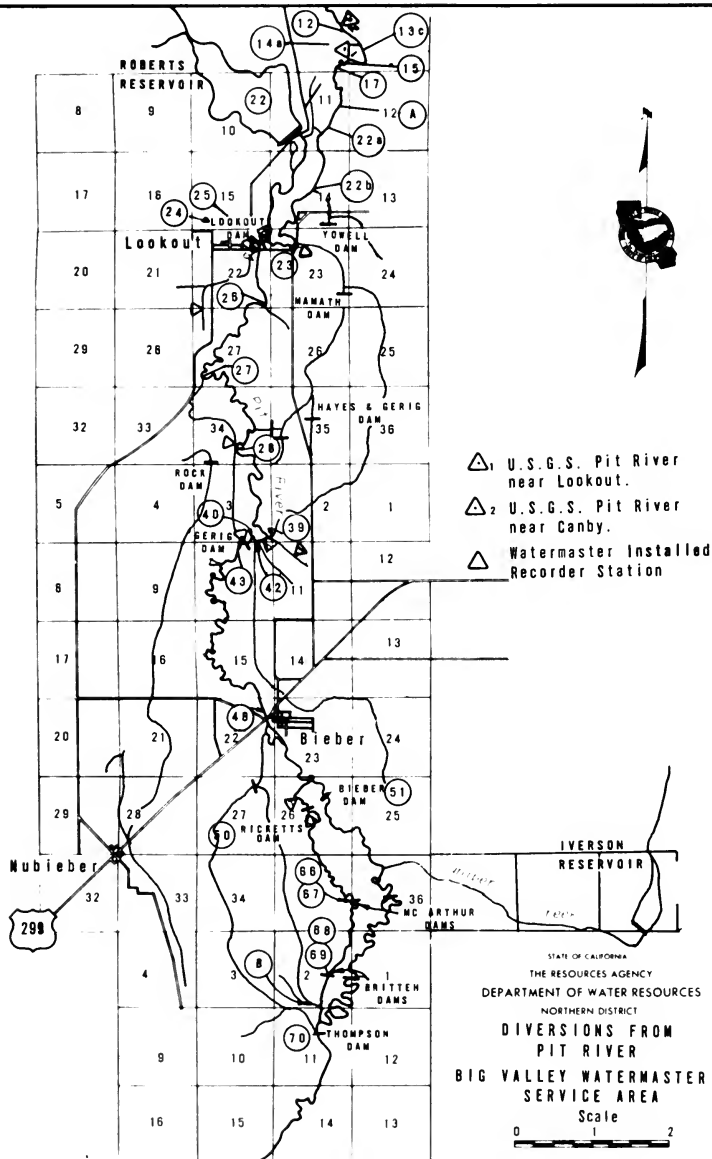 12
13c
14a
15
17
ROBERTS
RESERVOIR
22
11
8
9
10
12
A
22a
22b
17
16
15
14
13
25
24
LOOKOUT
DAM
Lookout
YOWELL
DAM
20
21
22
23
23
24
26
MAMATH
DAM
29
28
27
26
25
27
Pit
HAYES & GERIG
DAM
32
33
34
35
36
28
ROCK
DAM
River
5
4
3
2
1
40
39
GERIG
DAM
43
42
12
8
9
11
13
17
16
15
14
48
Bieber
20
21
22
24
23
BIEBER
DAM
51
29
28
27
26
25
50
RICKETTS
DAM
IVERSON
RESERVOIR
Nubieber
66
67
36
32
33
34
MC ARTHUR
DAMS
299
68
69
4
3
B
2
1
BRITTEN
DAMS
70
THOMPSON
DAM
9
10
11
12
16
15
14
13
1 U.S.G.S. Pit River
near Lookout.
2 U.S.G.S. Pit River
near Canby.
Watermaster Installed
Recorder Station
STATE OF CALIFORNIA
THE RESOURCES AGENCY
DEPARTMENT OF WATER RESOURCES
NORTHERN DISTRICT
DIVERSIONS FROM
PIT RIVER
BIG VALLEY WATERMASTER
SERVICE AREA
Scale
0 1 2